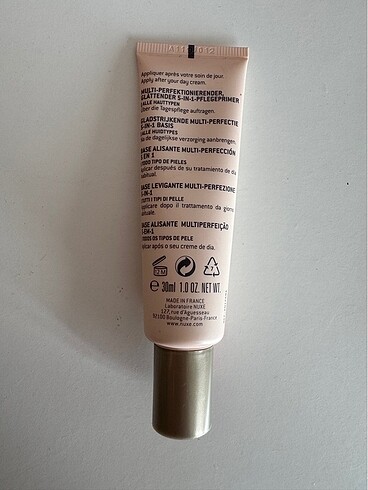 Appliquer après votre soin de jour.
Apply after your day cream.
MULTI-PERFEKTIONIERENDER,
GLÄTTENDER 5-IN-1-PFLEGEPRIMER
ALLE HAUTTYPEN
Über die Tagespflege auftragen.
GLADSTRIJKENDE MULTI-PERFECTIE
5-IN-1 BASIS
ALLE HUIDTYPES
Na de dagelijkse verzorging aanbrengen.
BASE ALISANTE MULTI-PERFECCIÓN
EN 1
TODO TIPO DE PIELES
Aplicar después de su tratamiento de día
habitual.
BASE LEVIGANTE MULTI-PERFEZIONE
-IN-1
TUTTI I TIPI DI PELLE
Applicare dopo il trattamento da giorno
BASE ALISANTE MULTIPERFEIÇÃO
-EM-1
TODOS OS TIPOS DE PELE
Aplicar após o seu creme de dia.
12 M
7
℮ 30ml 1.0 OZ. NET WT.
MADE IN FRANCE
Laboratoire NUXE
127, rue d'Aguesseau
92100 Boulogne-Paris-France
www.nuxe.com